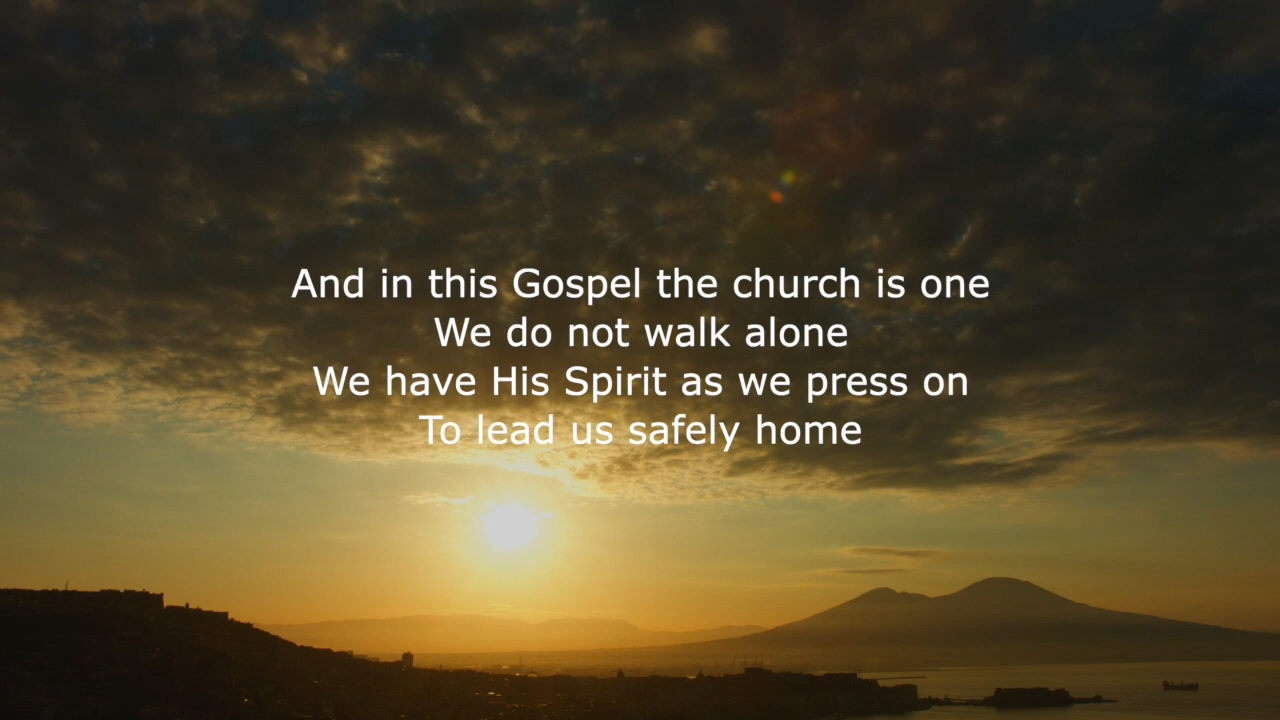 And in this Gospel the church is one
We do not walk alone
We have His Spirit as we press on
To lead us safely home